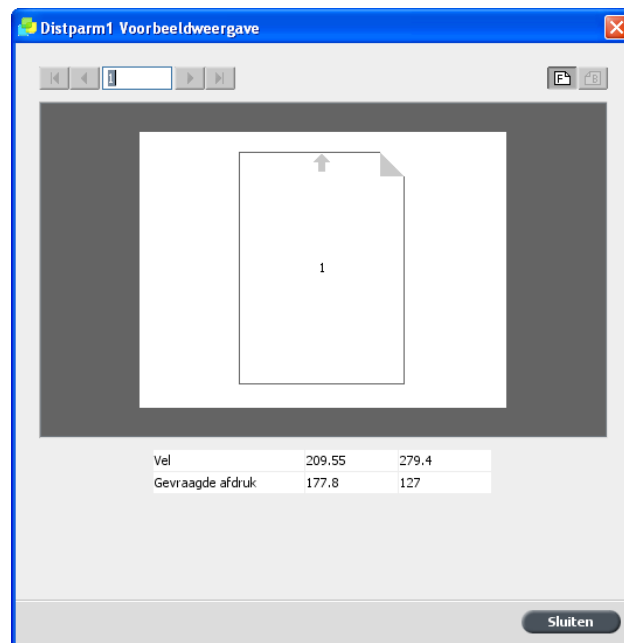 Distparm1 Voorbeeldweergave
1
F
B
1
Vel 209.55 279.4
Gevraagde afdruk 177.8 127
Sluiten